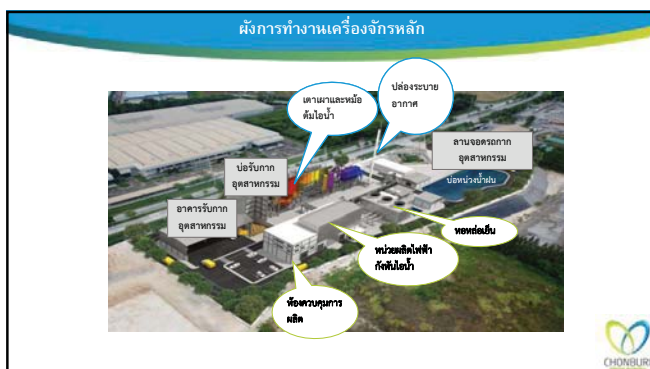 ผังการทำงานเครื่องจักรหลัก
ปล่องระบาย
อากาศ
เตาเผาและหม้อ
ต้มไอน้ำ
ลานจอดรถกาก
อุตสาหกรรม
บ่อรับกาก
อุตสาหกรรม
บ่อหน่วงน้ำฝน
อาคารรับกาก
อุตสาหกรรม
หอหล่อเย็น
หน่วยผลิตไฟฟ้า
กังหันไอน้ำ
ห้องควบคุมการ
ผลิต
CHONBURI